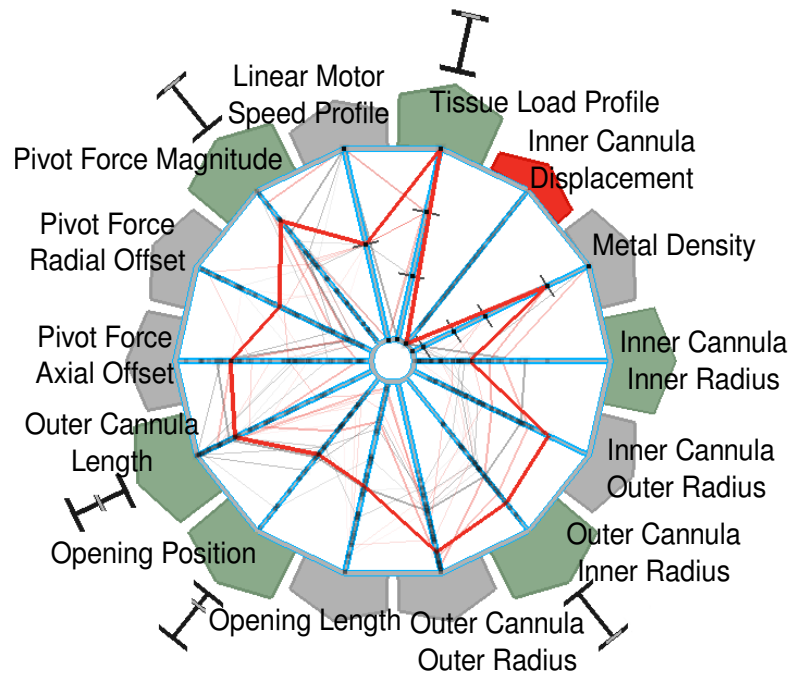 Linear Motor
Speed Profile
Tissue Load Profile
Inner Cannula
Displacement
Pivot Force Magnitude
Pivot Force
Radial Offset
Metal Density
Pivot Force
Axial Offset
Inner Cannula
Inner Radius
Outer Cannula
Length
Inner Cannula
Outer Radius
Opening Position
Outer Cannula
Inner Radius
Opening Length
Outer Cannula
Outer Radius